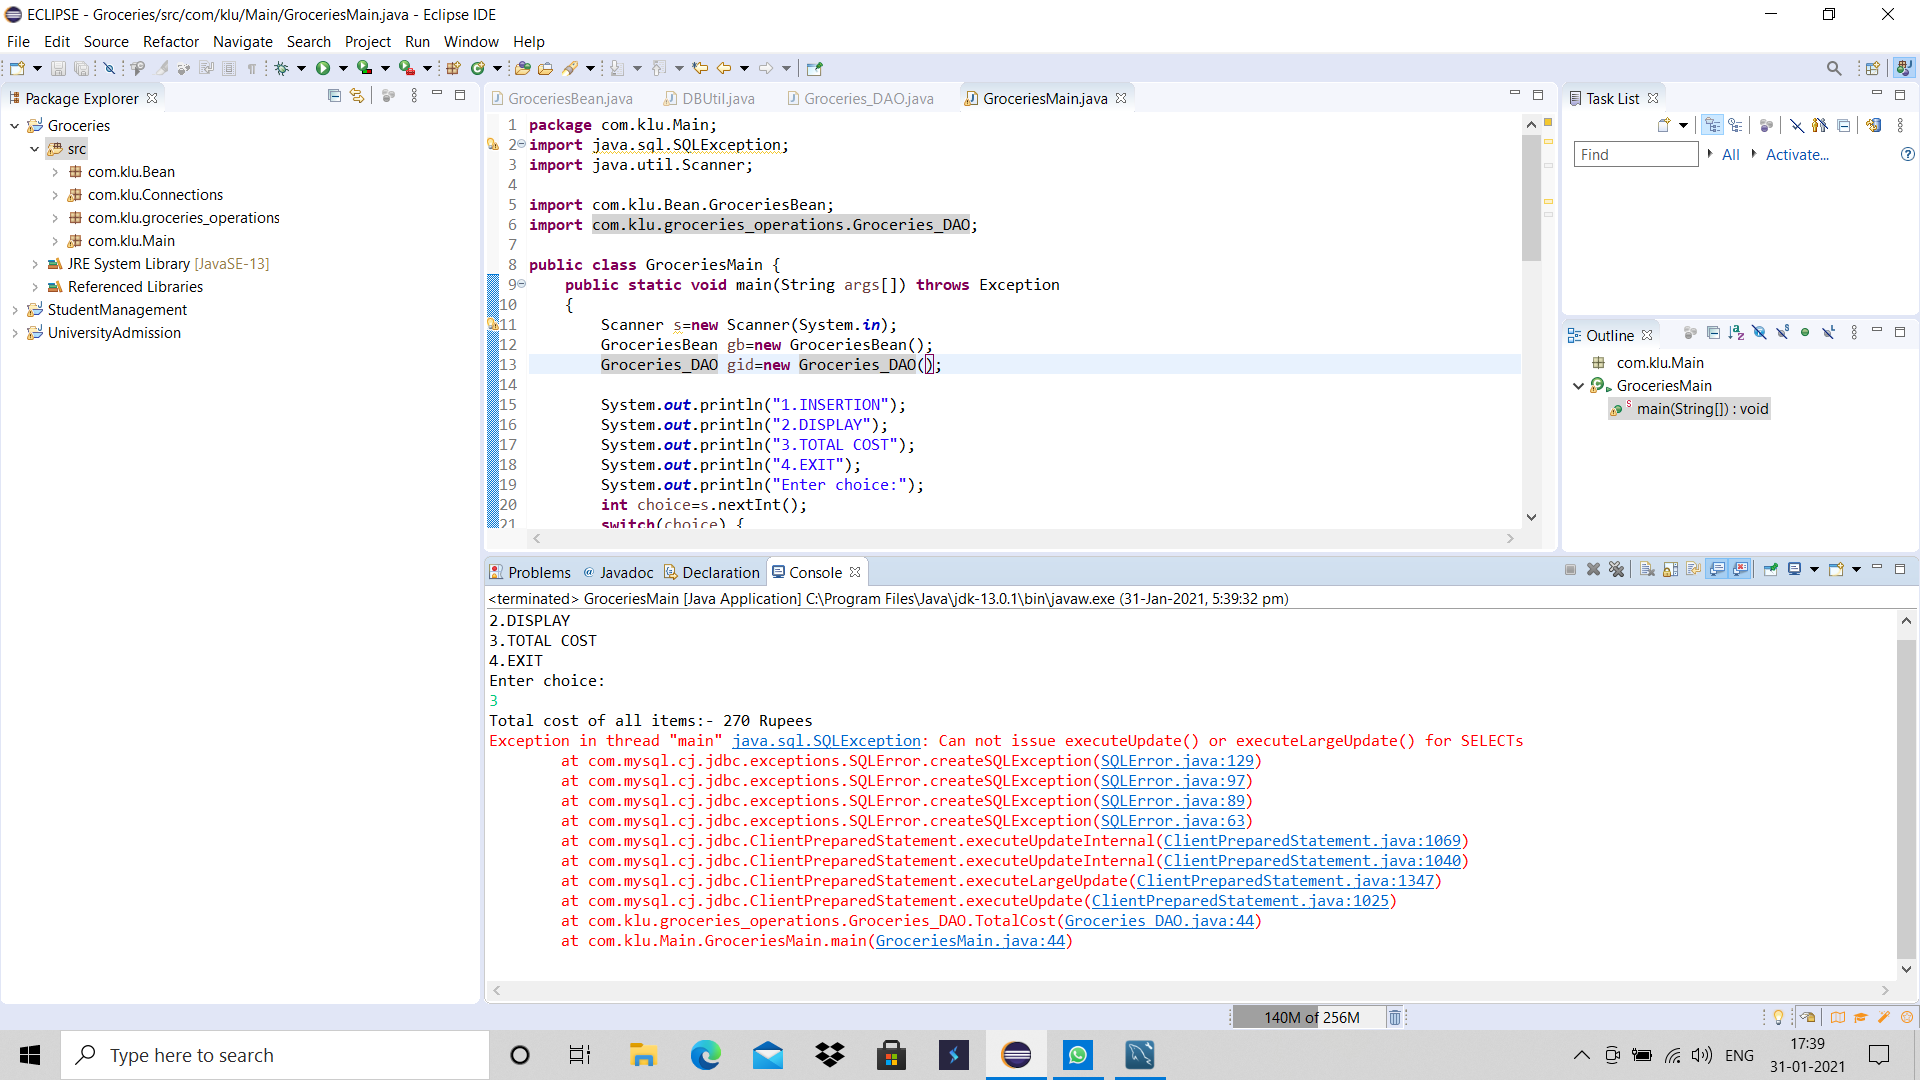 ECLIPSE - Groceries/src/com/klu/Main/GroceriesMain.java - Eclipse IDE
File Edit Source Refactor Navigate Search Project Run Window Help
Package Explorer
Groceries
src
com.klu.Bean
com.klu.Connections
com.klu.groceries_operations
com.klu.Main
JRE System Library [JavaSE-13]
Referenced Libraries
StudentManagement
UniversityAdmission
GroceriesBean.java DBUtil.java Groceries_DAO.java GroceriesMain.java
1 package com.klu.Main;
2 import java.sql.SQLException;
3 import java.util.Scanner;
4
5 import com.klu.Bean.GroceriesBean;
6 import com.klu.groceries_operations.Groceries_DAO;
7
8 public class GroceriesMain {
9 public static void main(String args[]) throws Exception
10 {
11 Scanner s=new Scanner(System.in);
12 GroceriesBean gb=new GroceriesBean();
13 Groceries_DAO gid=new Groceries_DAO();
14
15 System.out.println("1.INSERTION");
16 System.out.println("2.DISPLAY");
17 System.out.println("3.TOTAL COST");
18 System.out.println("4.EXIT");
19 System.out.println("Enter choice:");
20 int choice=s.nextInt();
21 switch(choice) {
Task List
Find All Activate...
Outline
com.klu.Main
GroceriesMain
main(String[]) : void
Problems Javadoc Declaration Console
<terminated> GroceriesMain [Java Application] C:\Program Files\Java\jdk-13.0.1\bin\javaw.exe (31-Jan-2021, 5:39:32 pm)
2.DISPLAY
3.TOTAL COST
4.EXIT
Enter choice:
3
Total cost of all items:- 270 Rupees
Exception in thread "main" java.sql.SQLException: Can not issue executeUpdate() or executeLargeUpdate() for SELECTs
at com.mysql.cj.jdbc.exceptions.SQLError.createSQLException(SQLError.java:129)
at com.mysql.cj.jdbc.exceptions.SQLError.createSQLException(SQLError.java:97)
at com.mysql.cj.jdbc.exceptions.SQLError.createSQLException(SQLError.java:89)
at com.mysql.cj.jdbc.exceptions.SQLError.createSQLException(SQLError.java:63)
at com.mysql.cj.jdbc.ClientPreparedStatement.executeUpdateInternal(ClientPreparedStatement.java:1069)
at com.mysql.cj.jdbc.ClientPreparedStatement.executeUpdateInternal(ClientPreparedStatement.java:1040)
at com.mysql.cj.jdbc.ClientPreparedStatement.executeLargeUpdate(ClientPreparedStatement.java:1347)
at com.mysql.cj.jdbc.ClientPreparedStatement.executeUpdate(ClientPreparedStatement.java:1025)
at com.klu.groceries_operations.Groceries_DAO.TotalCost(Groceries_DAO.java:44)
at com.klu.Main.GroceriesMain.main(GroceriesMain.java:44)
140M of 256M
Type here to search
ENG
17:39
31-01-2021